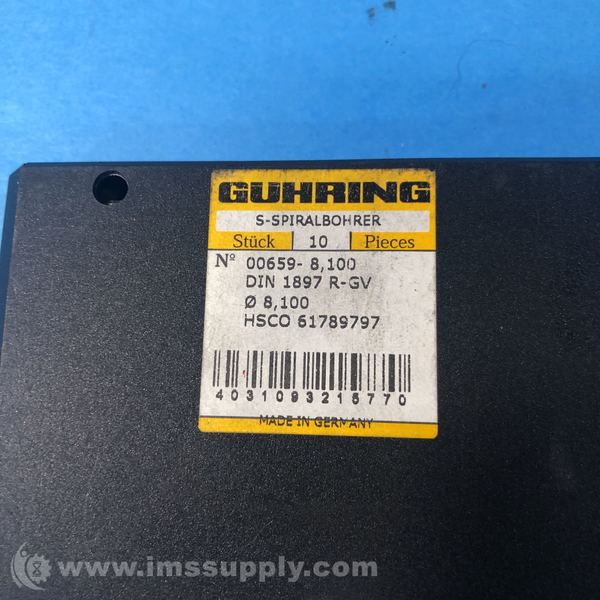 GUHRING
S-SPIRALBOHRER
Stück 10 Pieces
Nº 00659- 8,100
DIN 1897 R-GV
Ø 8,100
HSCO 61789797
4031093215770
MADE IN GERMANY
www.imssupply.com